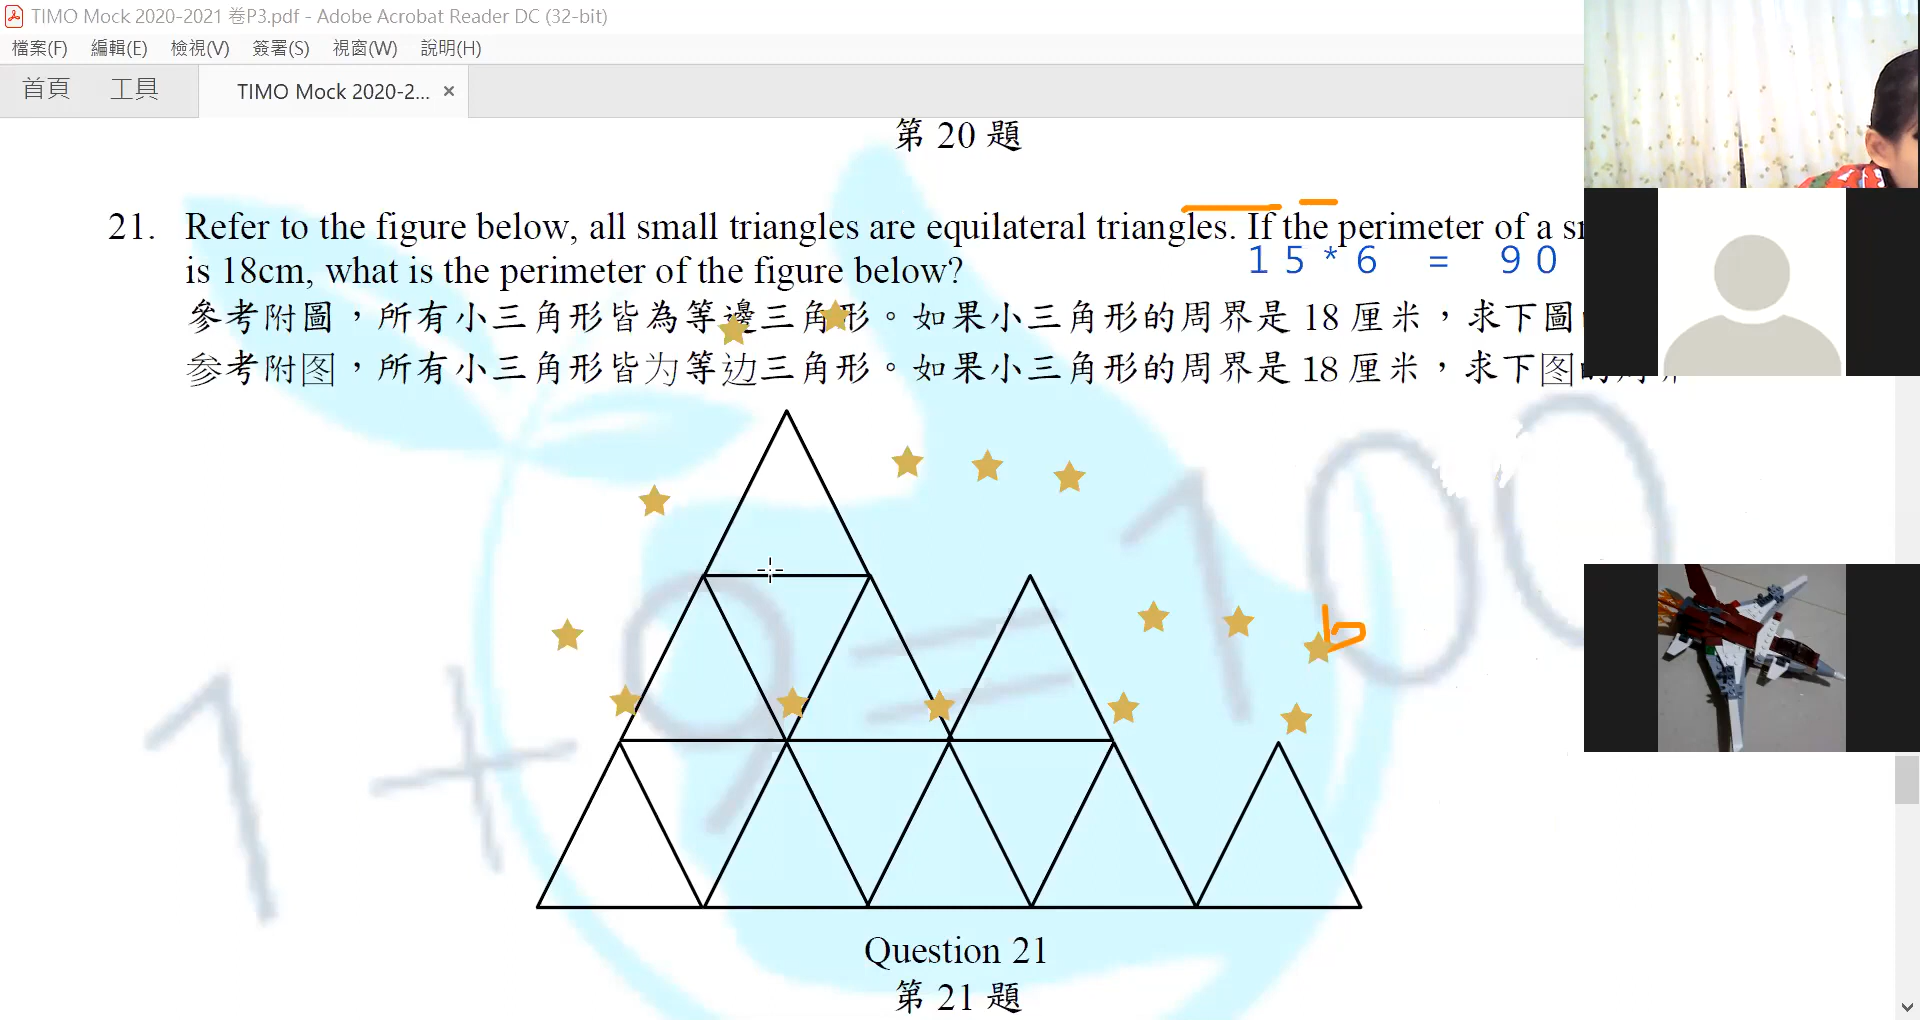 TIMO Mock 2020-2021 卷P3.pdf - Adobe Acrobat Reader DC (32-bit)
檔案(F) 編輯(E) 檢視(V) 簽署(S) 視窗(W) 說明(H)
首頁 工具 TIMO Mock 2020-2... ×
第 20 題
21. Refer to the figure below, all small triangles are equilateral triangles. If the perimeter of a
is 18cm, what is the perimeter of the figure below?
15*6 = 90
參考附圖，所有小三角形皆為等邊三角形。如果小三角形的周界是 18 厘米，求下圖
参考附图，所有小三角形皆为等边三角形。如果小三角形的周界是 18 厘米，求下图的
1+9=100
b
Question 21
第 21 題